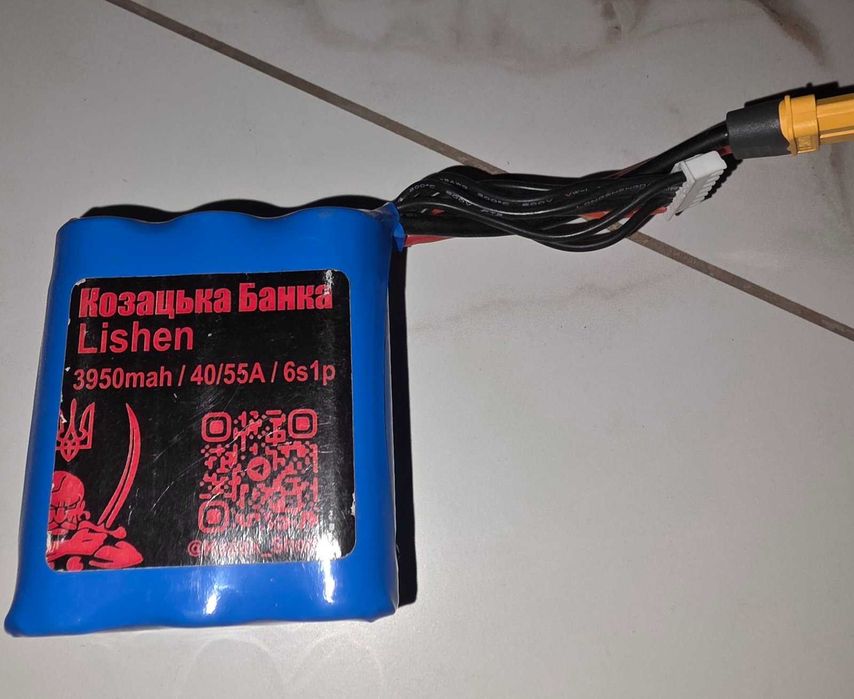 Козацька Банка
Lishen
3950mah / 40/55A / 6s1p